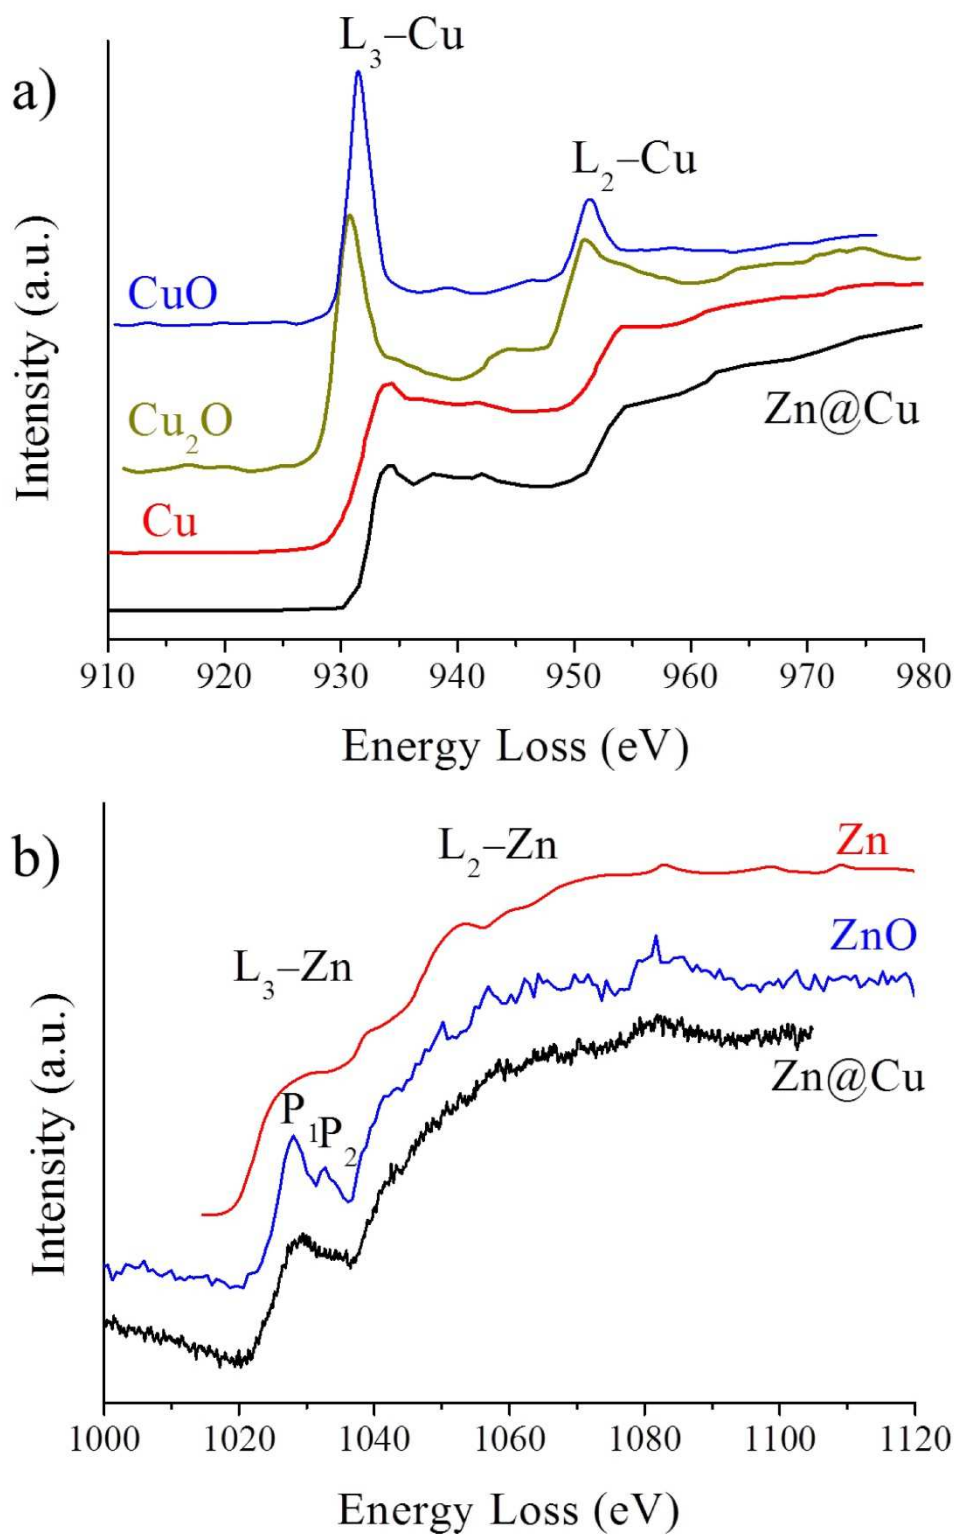 a)
L₃–Cu
L₂–Cu
CuO
Cu₂O
Cu
Zn@Cu
Intensity (a.u.)
910 920 930 940 950 960 970 980
Energy Loss (eV)
b)
L₂–Zn
Zn
L₃–Zn
ZnO
P₁ P₂
Zn@Cu
Intensity (a.u.)
1000 1020 1040 1060 1080 1100 1120
Energy Loss (eV)